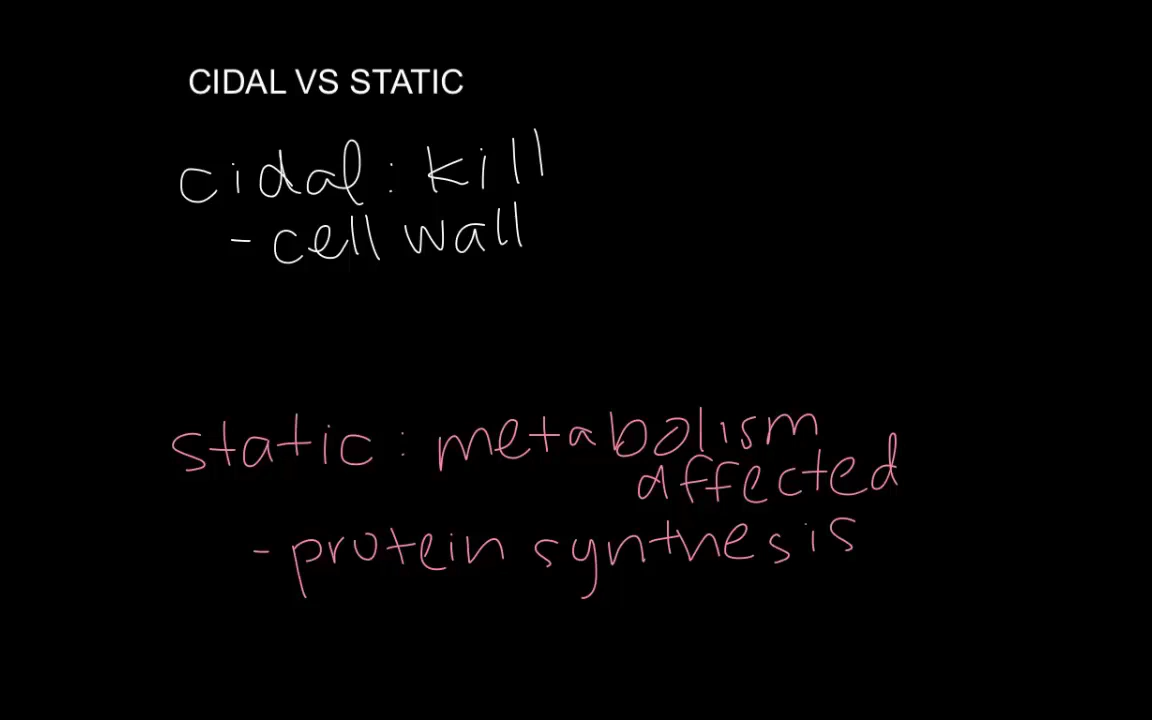 CIDAL VS STATIC
cidal: kill
- cell wall
static: metabolism
affected
- protein synthesis